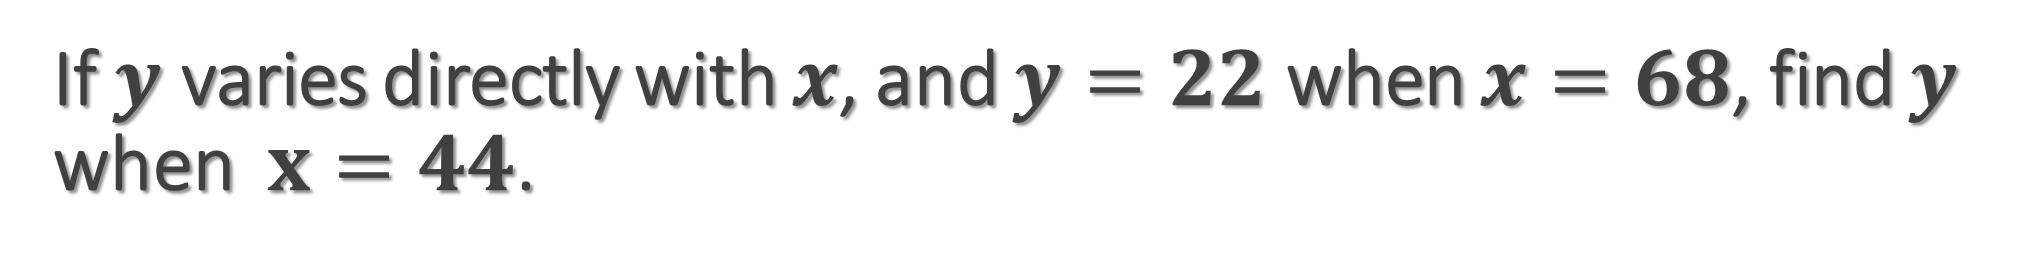 If y varies directly with x, and y = 22 when x = 68, find y
when x = 44.